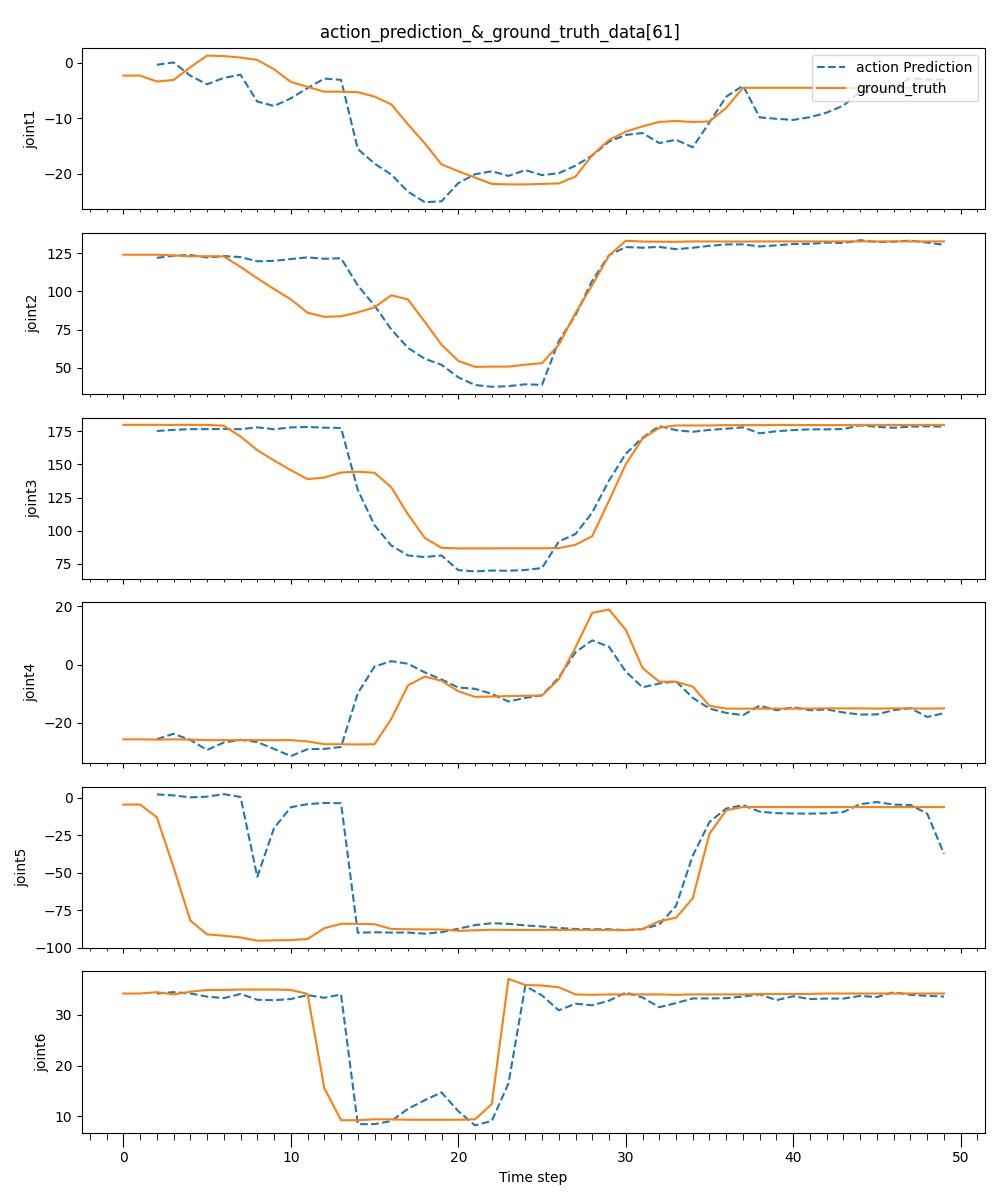 action_prediction_&_ground_truth_data[61]
action Prediction
ground_truth
joint1
0
−10
−20
joint2
125
100
75
50
joint3
175
150
125
100
75
joint4
20
0
−20
joint5
0
−25
−50
−75
−100
joint6
30
20
10
0 10 20 30 40 50
Time step